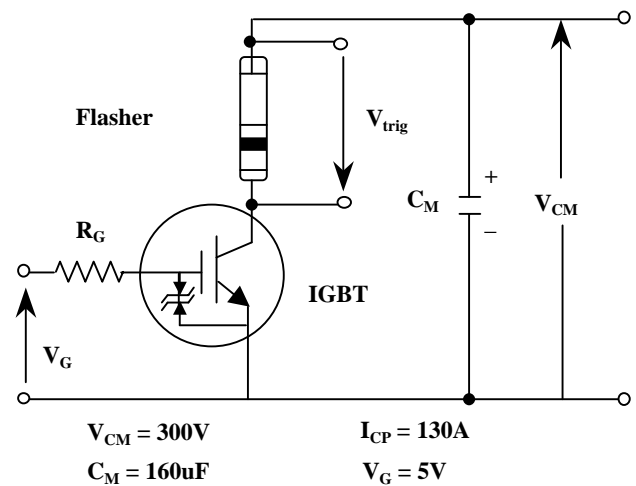 Flasher
V_trig
+
C_M
V_CM
–
R_G
IGBT
V_G
V_CM = 300V
I_CP = 130A
C_M = 160uF
V_G = 5V